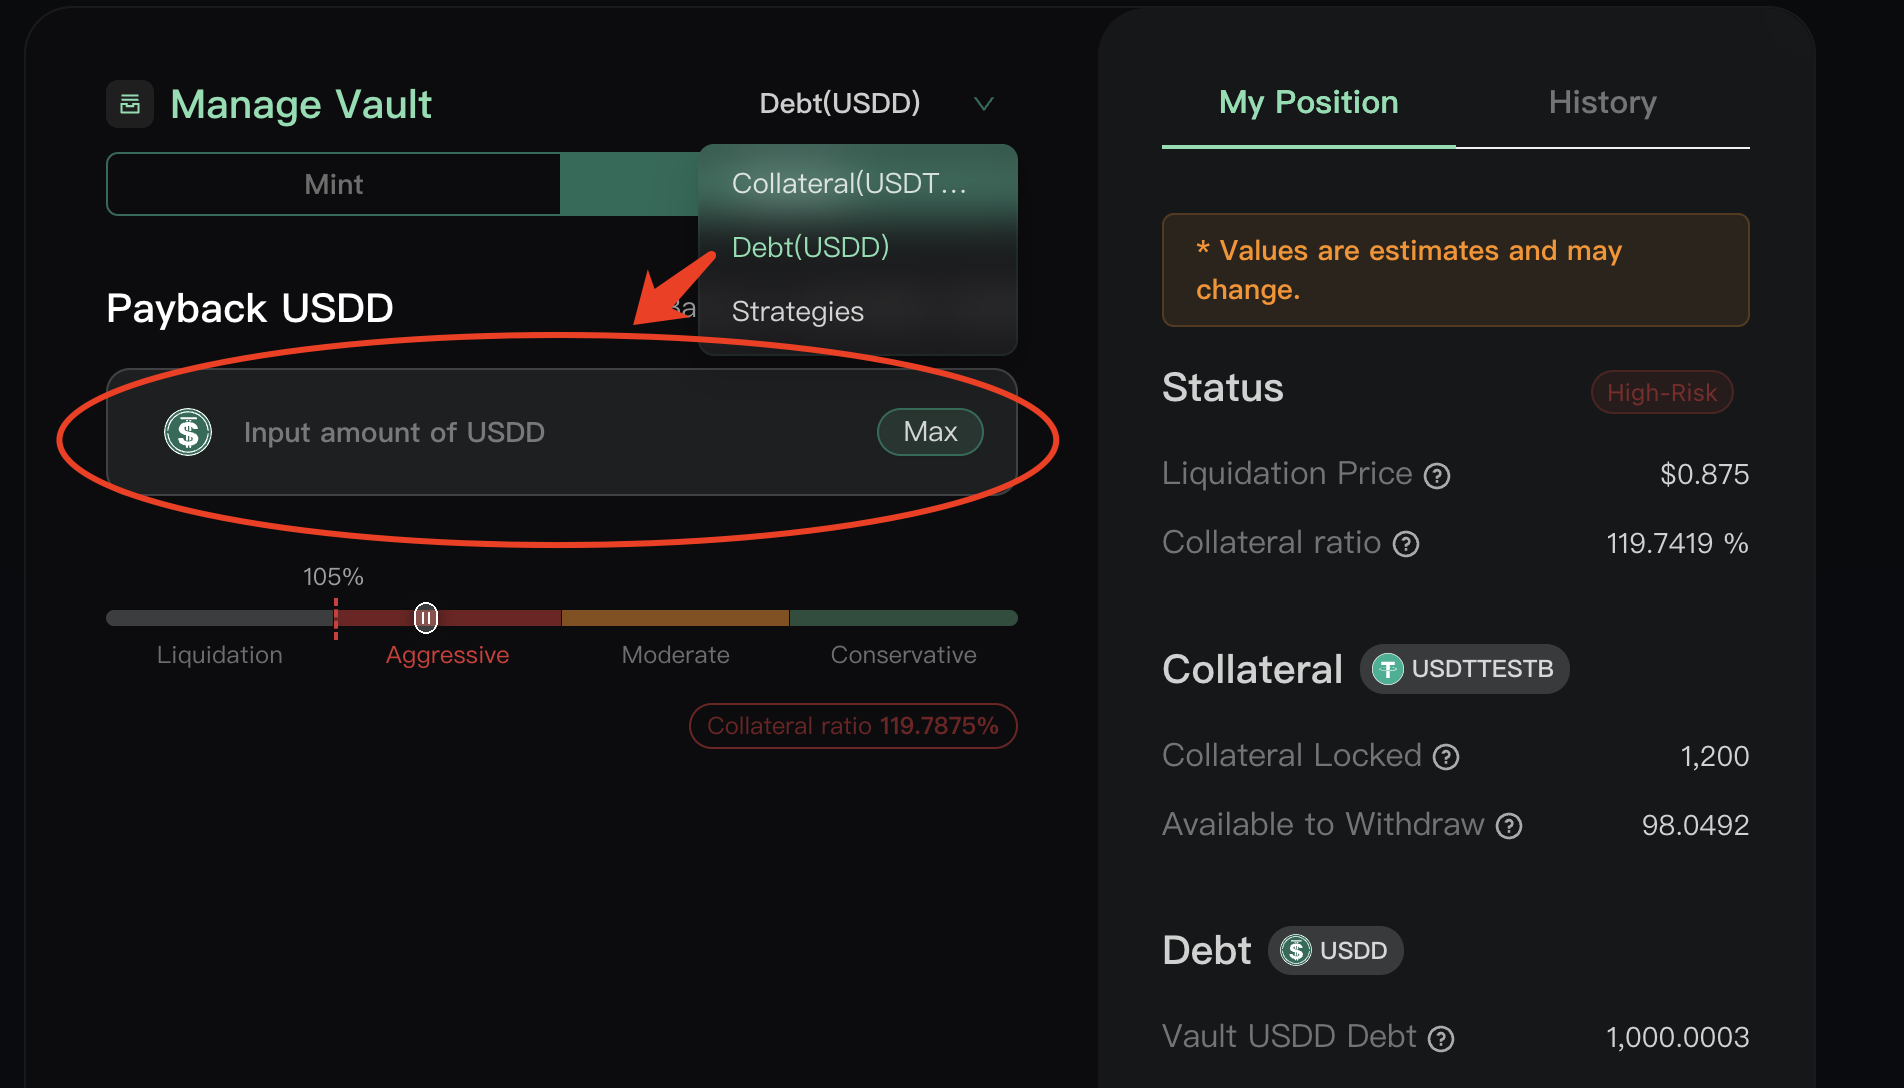 Manage Vault
Debt(USDD)
Mint
Collateral(USDT...
Debt(USDD)
Strategies
Payback USDD
Input amount of USDD
Max
105%
Liquidation
Aggressive
Moderate
Conservative
Collateral ratio 119.7875%
My Position
History
* Values are estimates and may
change.
Status
High-Risk
Liquidation Price ?
$0.875
Collateral ratio ?
119.7419 %
Collateral
USDTTESTB
Collateral Locked ?
1,200
Available to Withdraw ?
98.0492
Debt
USDD
Vault USDD Debt ?
1,000.0003